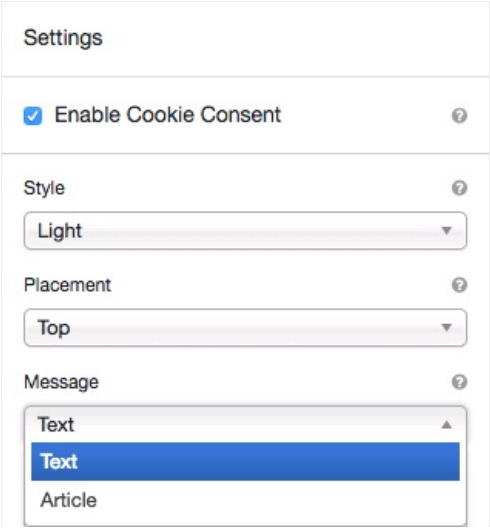 Settings
Enable Cookie Consent
Style
Light
Placement
Top
Message
Text
Text
Article